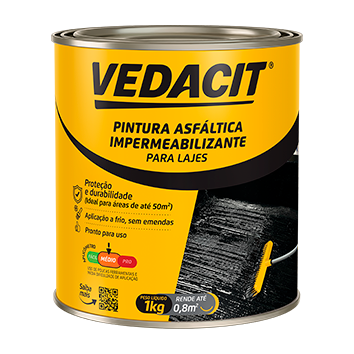 VEDACIT®
PINTURA ASFÁLTICA
IMPERMEABILIZANTE
PARA LAJES
Proteção
e durabilidade
(Ideal para áreas de até 50m²)
Aplicação a frio, sem emendas
Pronto para uso
FÁCIL MÉDIO PRO
Saiba
mais
PESO LÍQUIDO
1kg
RENDE ATÉ
0,8m²